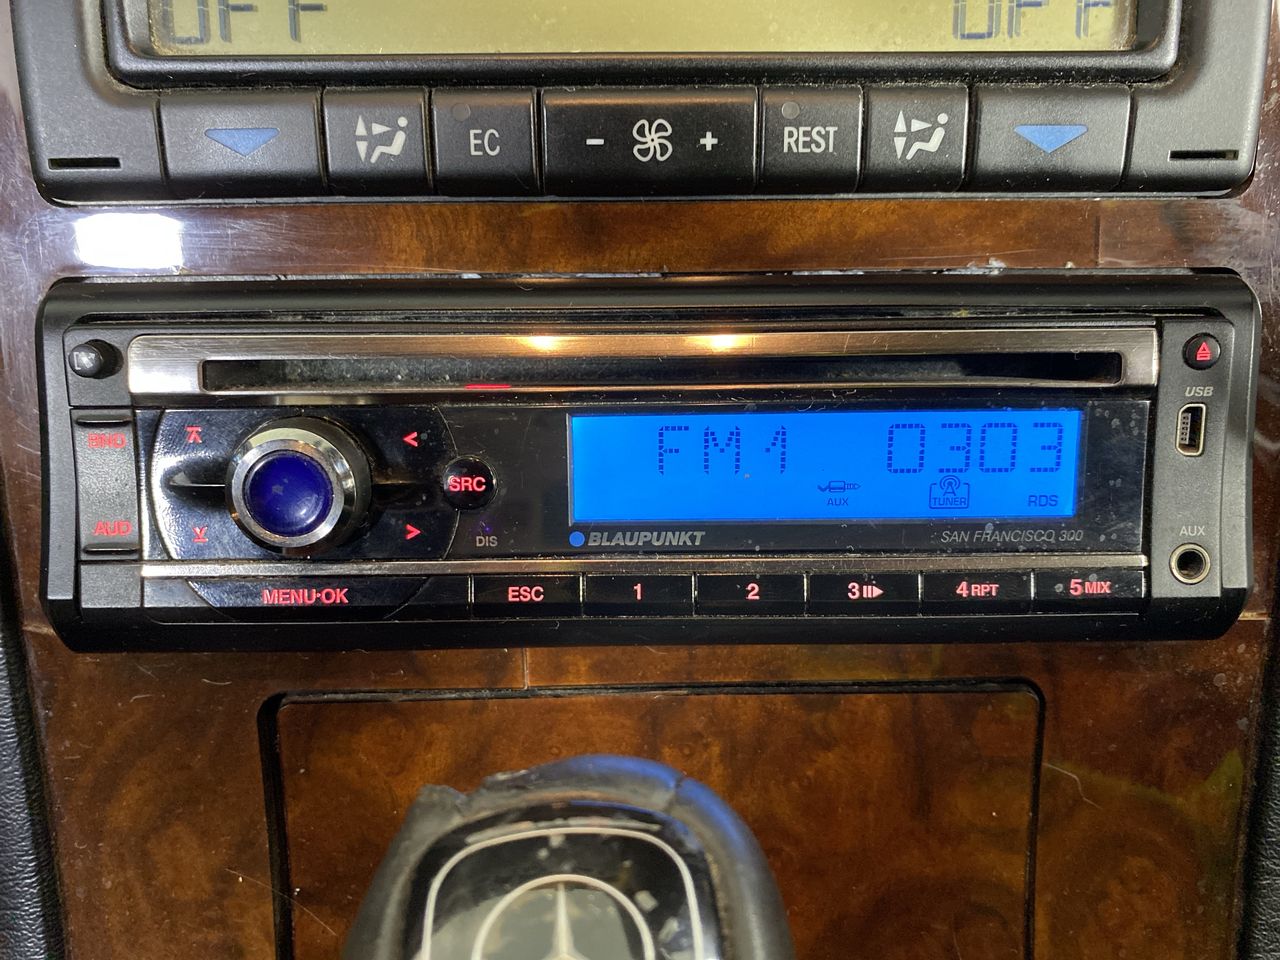 OFF OFF
EC - + REST
USB
BND
FM1 0303
SRC
AUX TUNER RDS
AUD
DIS
BLAUPUNKT SAN FRANCISCO 300
AUX
MENU·OK ESC 1 2 3 4 RPT 5 MIX